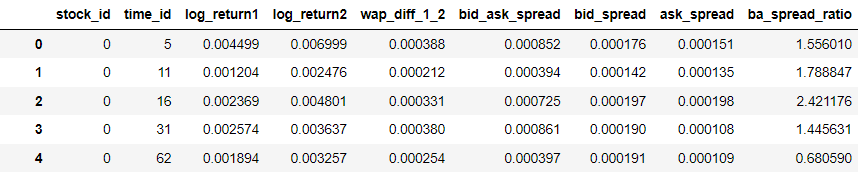 stock_id time_id log_return1 log_return2 wap_diff_1_2 bid_ask_spread bid_spread ask_spread ba_spread_ratio
0 0 5 0.004499 0.006999 0.000388 0.000852 0.000176 0.000151 1.556010
1 0 11 0.001204 0.002476 0.000212 0.000394 0.000142 0.000135 1.788847
2 0 16 0.002369 0.004801 0.000331 0.000725 0.000197 0.000198 2.421176
3 0 31 0.002574 0.003637 0.000380 0.000861 0.000190 0.000108 1.445631
4 0 62 0.001894 0.003257 0.000254 0.000397 0.000191 0.000109 0.680590